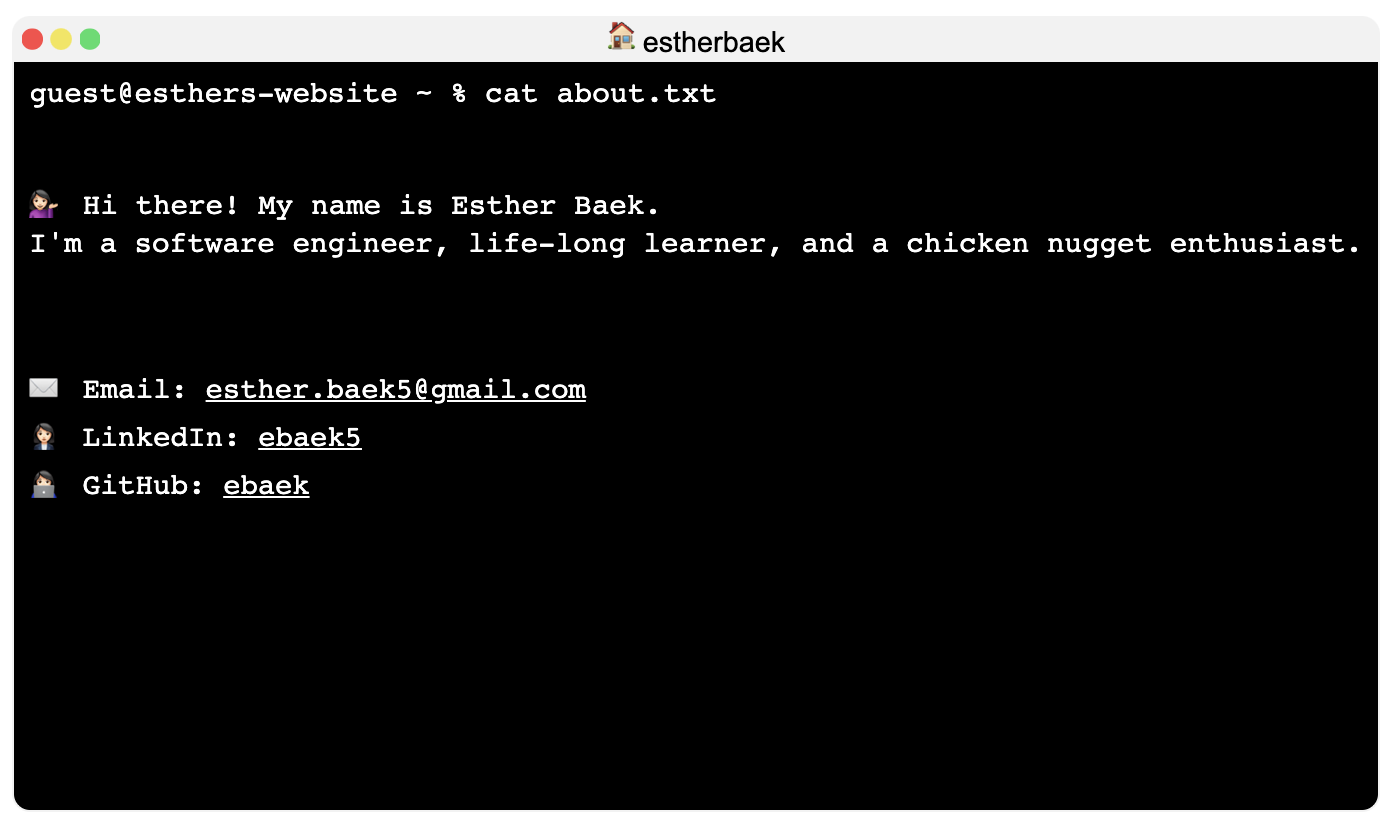 estherbaek
guest@esthers-website ~ % cat about.txt
Hi there! My name is Esther Baek.
I'm a software engineer, life-long learner, and a chicken nugget enthusiast.
Email: esther.baek5@gmail.com
LinkedIn: ebaek5
GitHub: ebaek